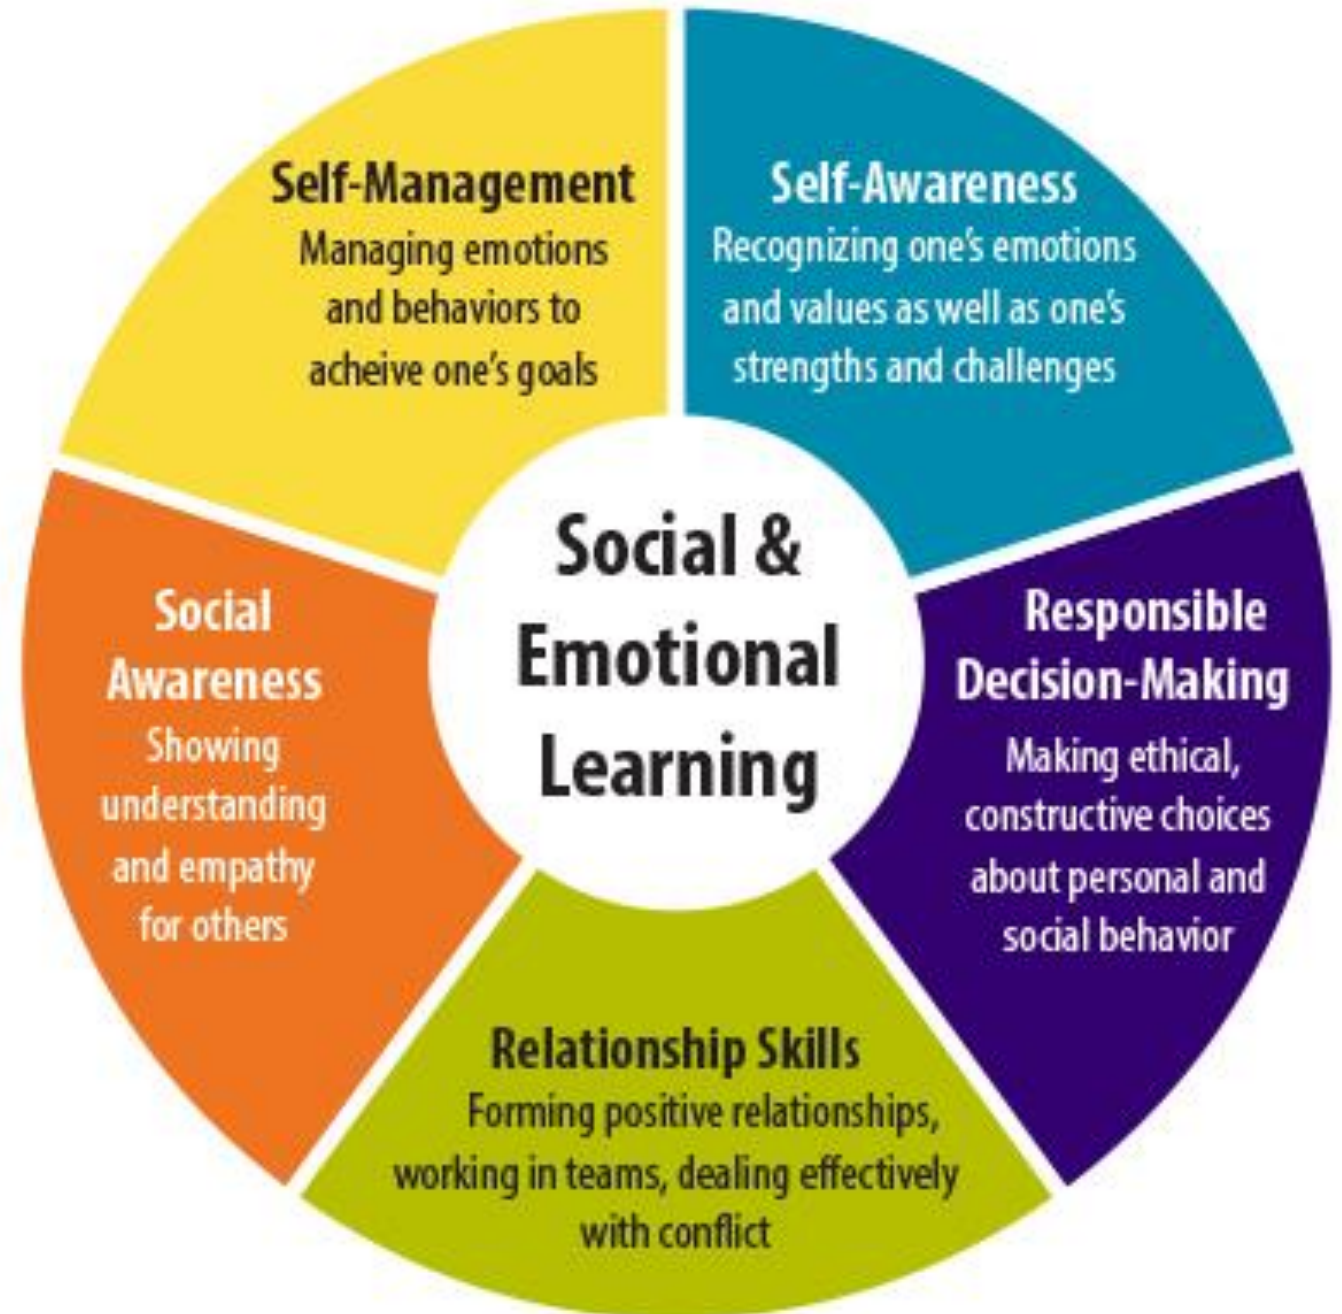 Self-Management
Managing emotions
and behaviors to
acheive one's goals
Self-Awareness
Recognizing one's emotions
and values as well as one's
strengths and challenges
Social &
Emotional
Learning
Social
Awareness
Showing
understanding
and empathy
for others
Responsible
Decision-Making
Making ethical,
constructive choices
about personal and
social behavior
Relationship Skills
Forming positive relationships,
working in teams, dealing effectively
with conflict